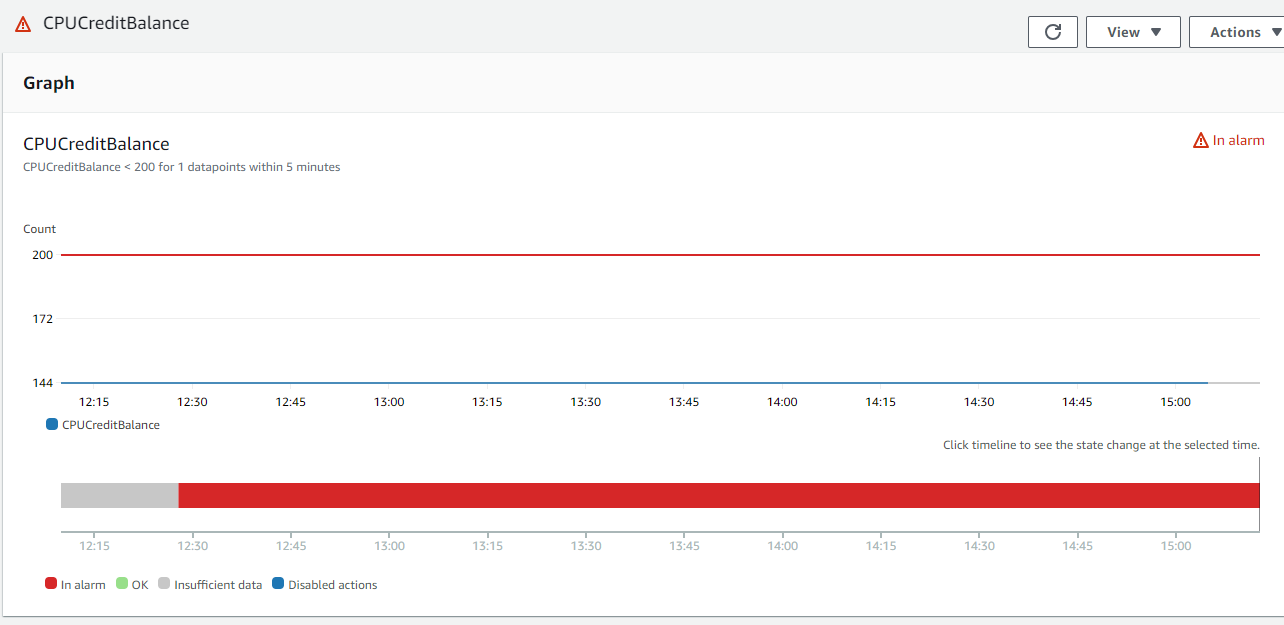 CPUCreditBalance
View
Actions
Graph
CPUCreditBalance
In alarm
CPUCreditBalance < 200 for 1 datapoints within 5 minutes
Count
200
172
144
12:15 12:30 12:45 13:00 13:15 13:30 13:45 14:00 14:15 14:30 14:45 15:00
CPUCreditBalance
Click timeline to see the state change at the selected time.
12:15 12:30 12:45 13:00 13:15 13:30 13:45 14:00 14:15 14:30 14:45 15:00
In alarm OK Insufficient data Disabled actions